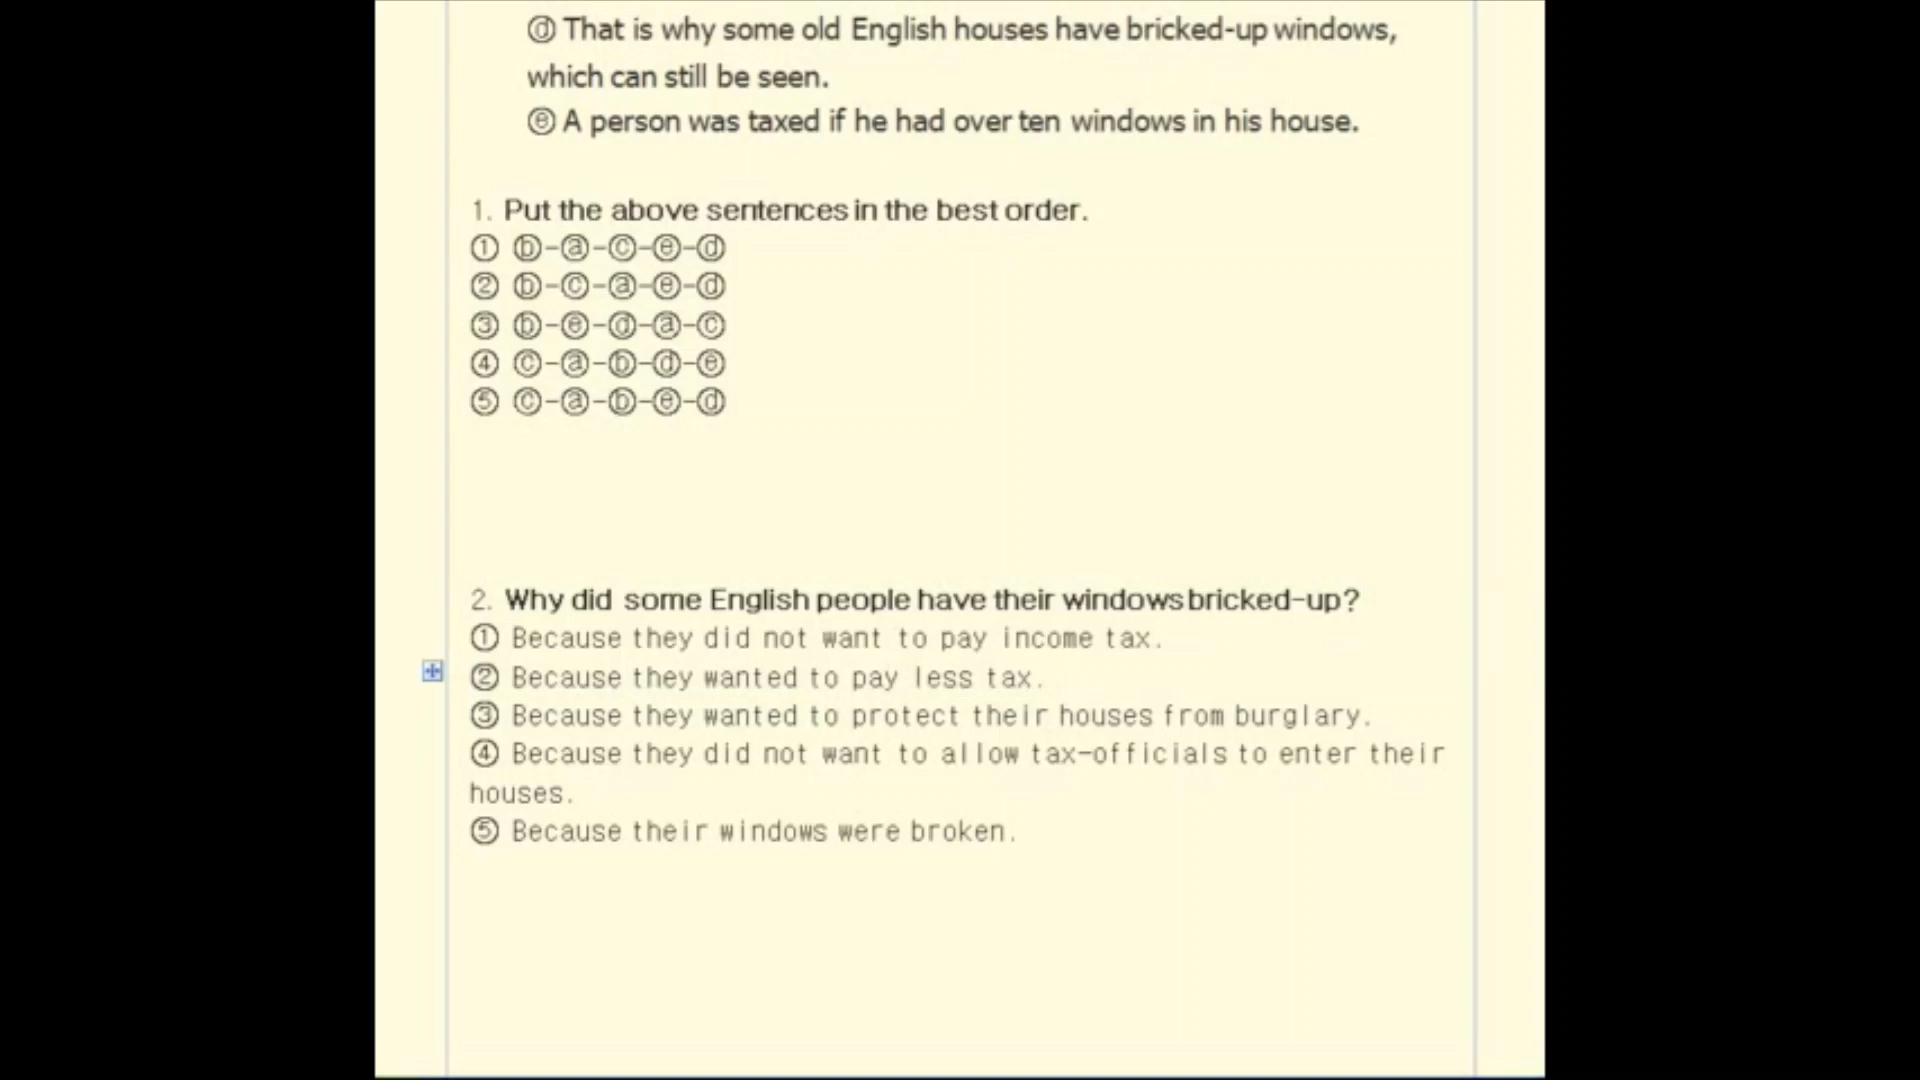 ⓓ That is why some old English houses have bricked-up windows,
which can still be seen.
ⓔ A person was taxed if he had over ten windows in his house.
1. Put the above sentences in the best order.
① ⓑ-ⓐ-ⓒ-ⓔ-ⓓ
② ⓑ-ⓒ-ⓐ-ⓔ-ⓓ
③ ⓑ-ⓔ-ⓓ-ⓐ-ⓒ
④ ⓒ-ⓐ-ⓑ-ⓓ-ⓔ
⑤ ⓒ-ⓐ-ⓑ-ⓔ-ⓓ
2. Why did some English people have their windows bricked-up?
① Because they did not want to pay income tax.
② Because they wanted to pay less tax.
③ Because they wanted to protect their houses from burglary.
④ Because they did not want to allow tax-officials to enter their
houses.
⑤ Because their windows were broken.